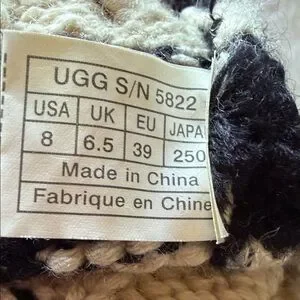 UGG S/N 5822
USA UK EU JAPA
8 6.5 39 250
Made in China
Fabrique en Chine